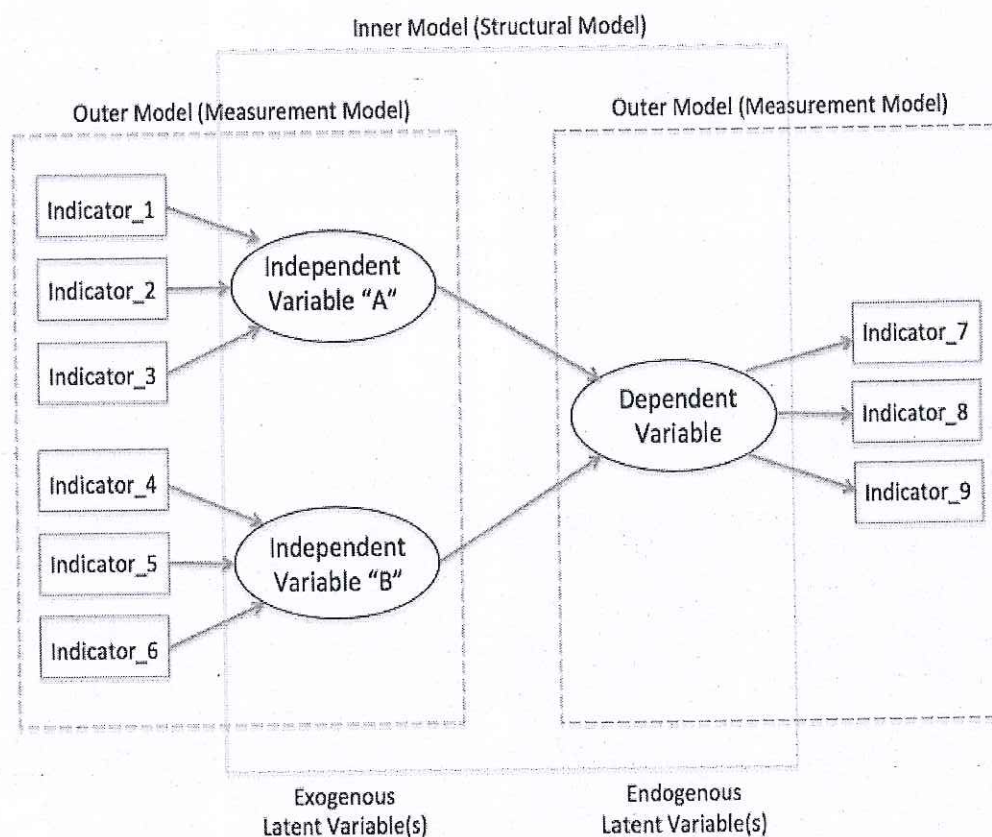 Inner Model (Structural Model)
Outer Model (Measurement Model)
Outer Model (Measurement Model)
Indicator_1
Indicator_2
Indicator_3
Independent
Variable "A"
Indicator_4
Indicator_5
Indicator_6
Independent
Variable "B"
Dependent
Variable
Indicator_7
Indicator_8
Indicator_9
Exogenous
Latent Variable(s)
Endogenous
Latent Variable(s)